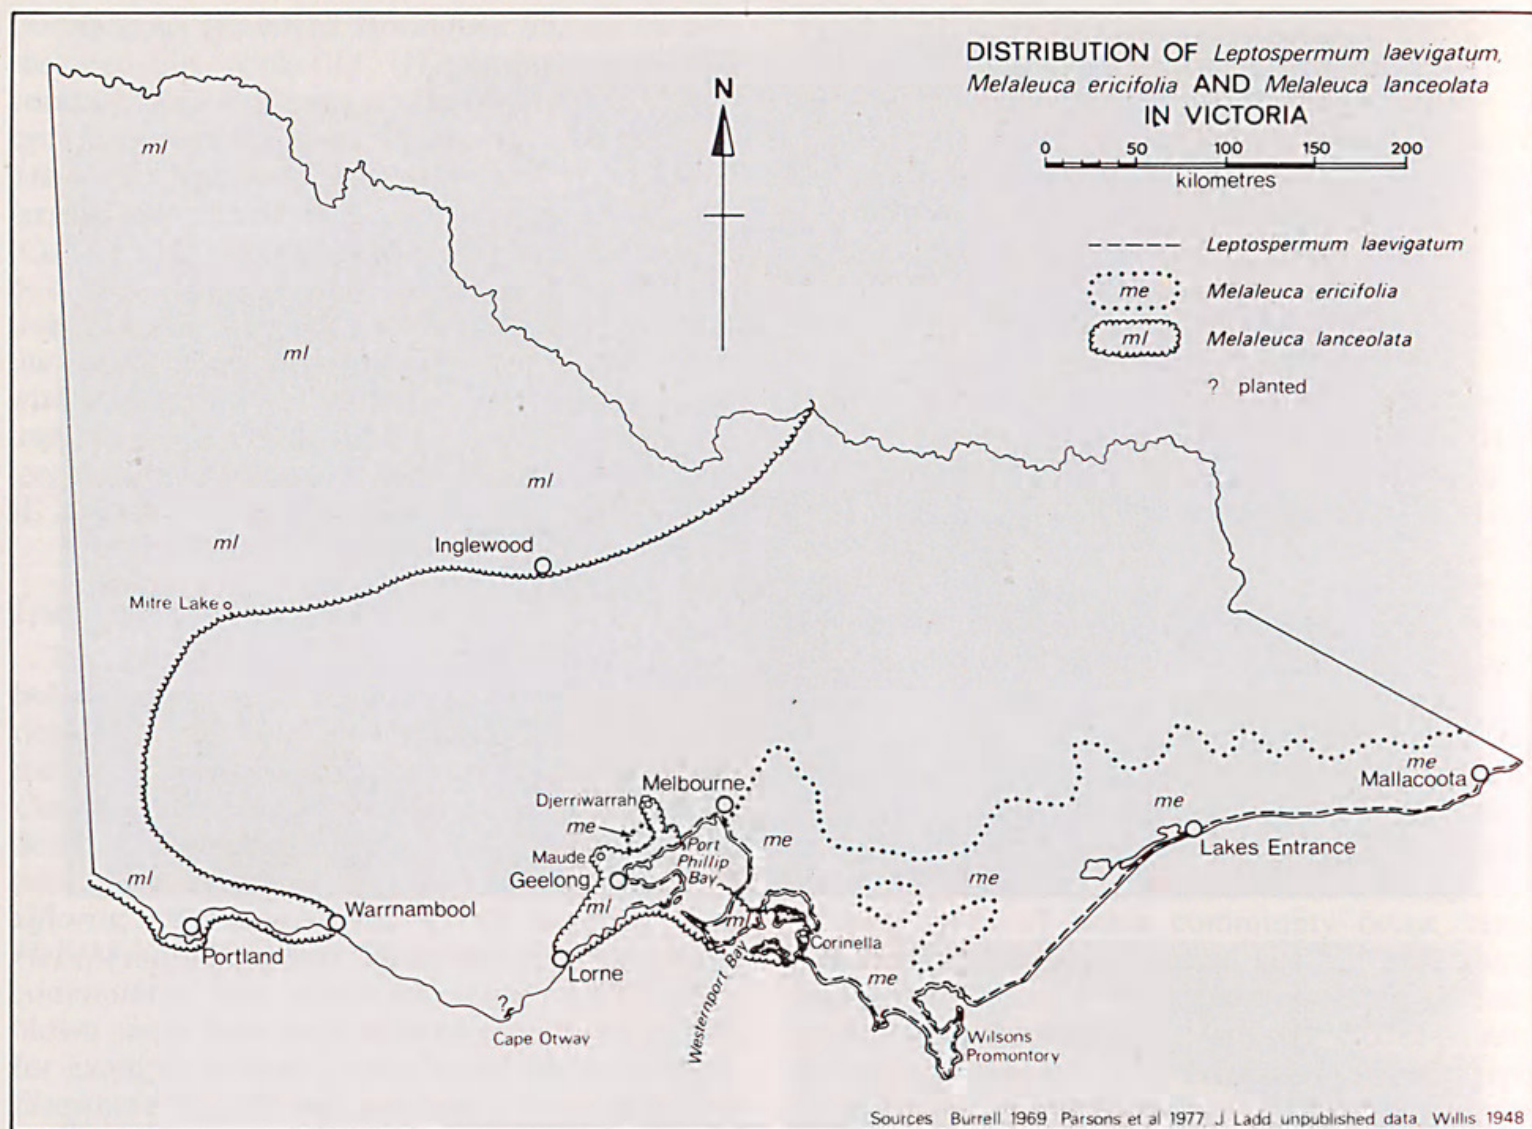 DISTRIBUTION OF Leptospermum laevigatum,
Melaleuca ericifolia AND Melaleuca lanceolata
IN VICTORIA
0 50 100 150 200
kilometres
N
Leptospermum laevigatum
me Melaleuca ericifolia
ml Melaleuca lanceolata
? planted
ml
ml
ml
ml
Inglewood
Mitre Lake
Melbourne
Djerriwarrah
me
Maude
Geelong
Port
Phillip
Bay
me
me
me
me
Mallacoota
Lakes Entrance
ml
Portland
Warrnambool
ml
Lorne
ml
Corinella
Westernport Bay
me
?
Cape Otway
Wilsons
Promontory
Sources Burrell 1969 Parsons et al 1977, J. Ladd unpublished data, Willis 1948